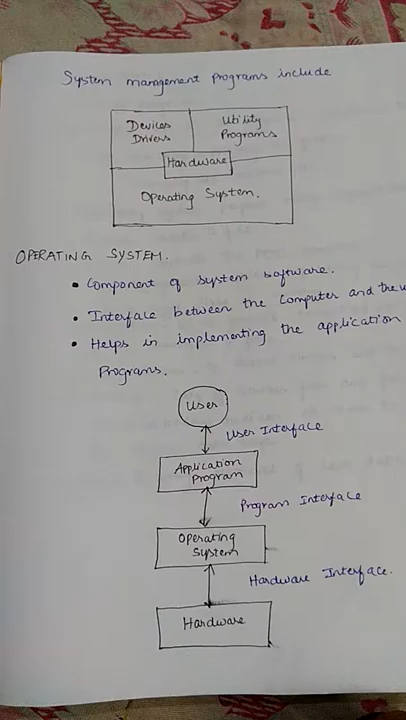 System management programs include
Devices
Drivers
Utility
Programs
Hardware
Operating System.
OPERATING SYSTEM.
• Component of system software.
• Interface between the Computer and the u
• Helps in implementing the application
Programs.
User
User Interface
Application
Program
Program Interface
Operating
System
Hardware Interface.
Hardware